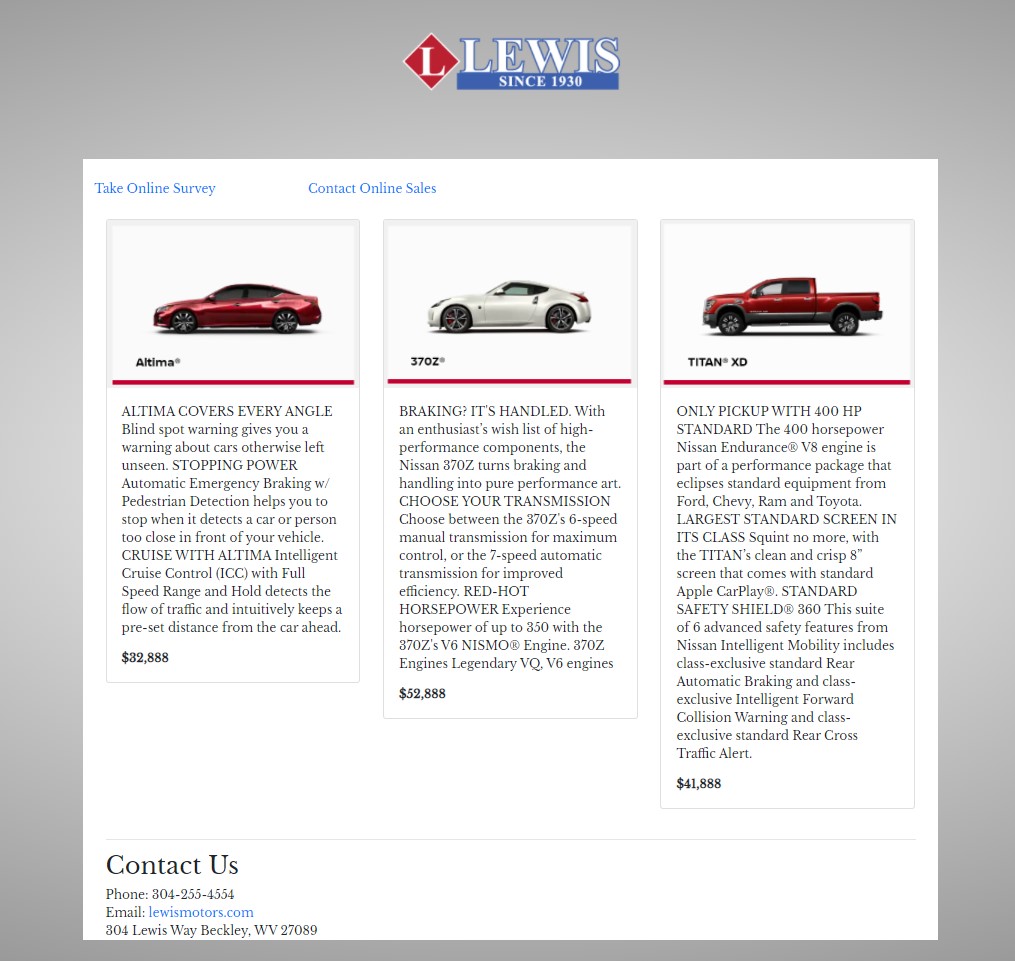 L LEWIS
SINCE 1930
Take Online Survey
Contact Online Sales
Altima®
ALTIMA COVERS EVERY ANGLE
Blind spot warning gives you a
warning about cars otherwise left
unseen. STOPPING POWER
Automatic Emergency Braking w/
Pedestrian Detection helps you to
stop when it detects a car or person
too close in front of your vehicle.
CRUISE WITH ALTIMA Intelligent
Cruise Control (ICC) with Full
Speed Range and Hold detects the
flow of traffic and intuitively keeps a
pre-set distance from the car ahead.
$32,888
370Z®
BRAKING? IT'S HANDLED. With
an enthusiast’s wish list of high-
performance components, the
Nissan 370Z turns braking and
handling into pure performance art.
CHOOSE YOUR TRANSMISSION
Choose between the 370Z's 6-speed
manual transmission for maximum
control, or the 7-speed automatic
transmission for improved
efficiency. RED-HOT
HORSEPOWER Experience
horsepower of up to 350 with the
370Z's V6 NISMO® Engine. 370Z
Engines Legendary VQ, V6 engines
$52,888
TITAN® XD
ONLY PICKUP WITH 400 HP
STANDARD The 400 horsepower
Nissan Endurance® V8 engine is
part of a performance package that
eclipses standard equipment from
Ford, Chevy, Ram and Toyota.
LARGEST STANDARD SCREEN IN
ITS CLASS Squint no more, with
the TITAN’s clean and crisp 8”
screen that comes with standard
Apple CarPlay®. STANDARD
SAFETY SHIELD® 360 This suite
of 6 advanced safety features from
Nissan Intelligent Mobility includes
class-exclusive standard Rear
Automatic Braking and class-
exclusive Intelligent Forward
Collision Warning and class-
exclusive standard Rear Cross
Traffic Alert.
$41,888
Contact Us
Phone: 304-255-4554
Email: lewismotors.com
304 Lewis Way Beckley, WV 27089